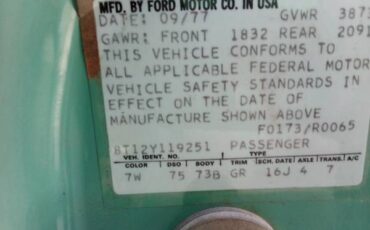 MFD. BY FORD MOTOR CO. IN USA
DATE: 09/77 GVWR 3873
GAWR: FRONT 1832 REAR 2091
THIS VEHICLE CONFORMS TO
ALL APPLICABLE FEDERAL MOTOR
VEHICLE SAFETY STANDARDS IN
EFFECT ON THE DATE OF
MANUFACTURE SHOWN ABOVE
F0173/R0065
8T12Y119251 PASSENGER
VEH. IDENT. NO. TYPE
COLOR DSO BODY TRIM SCH. DATE AXLE TRANS. A/C
7W 75 73B GR 16J 4 7